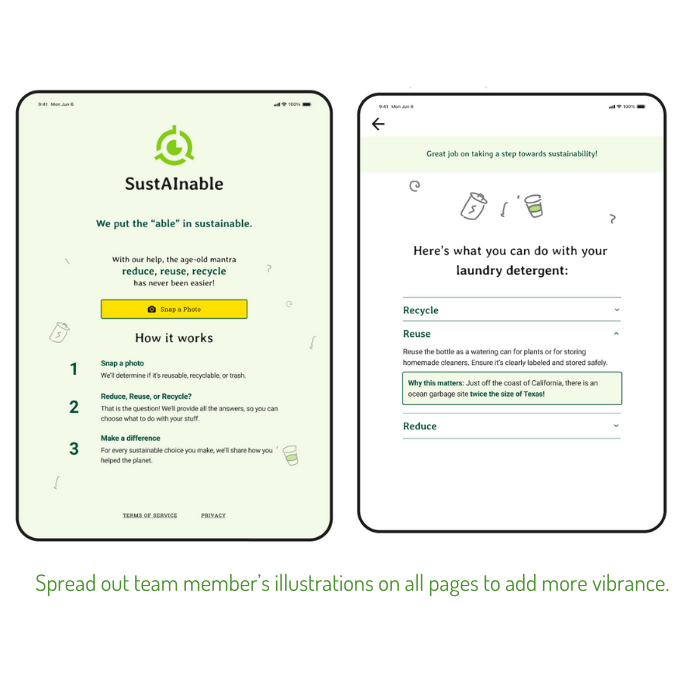 9:41 Mon Jun 6
100%
SustAInable
We put the “able” in sustainable.
With our help, the age-old mantra
reduce, reuse, recycle
has never been easier!
Snap a Photo
How it works
1
Snap a photo
We'll determine if it's reusable, recyclable, or trash.
2
Reduce, Reuse, or Recycle?
That is the question! We'll provide all the answers, so you can
choose what to do with your stuff.
3
Make a difference
For every sustainable choice you make, we'll share how you
helped the planet.
TERMS OF SERVICE PRIVACY
9:41 Mon Jun 6
100%
Great job on taking a step towards sustainability!
Here's what you can do with your
laundry detergent:
Recycle
Reuse
Reuse the bottle as a watering can for plants or for storing
homemade cleaners. Ensure it's clearly labeled and stored safely.
Why this matters: Just off the coast of California, there is an
ocean garbage site twice the size of Texas!
Reduce
Spread out team member's illustrations on all pages to add more vibrance.